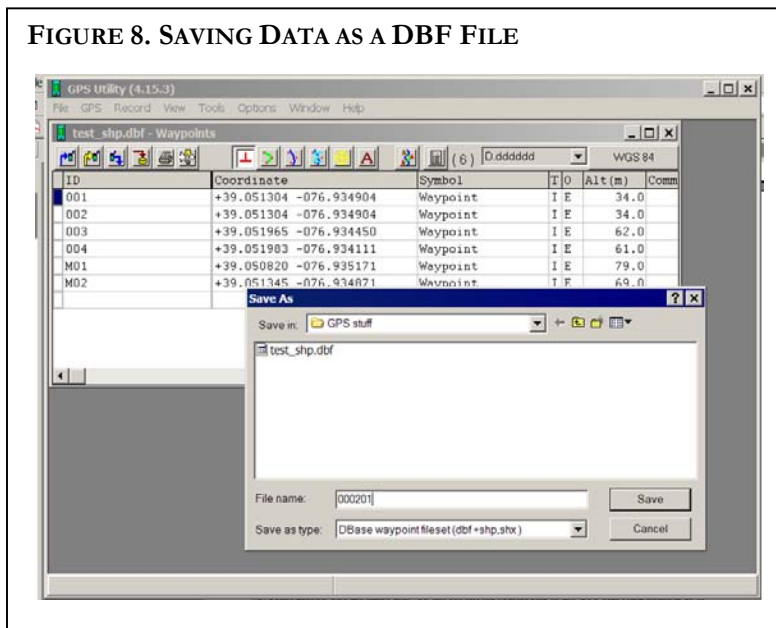 FIGURE 8. SAVING DATA AS A DBF FILE
GPS Utility (4.15.3)
File GPS Record View Tools Options Window Help
test_shp.dbf - Waypoints
A (6) D.dddddd WGS 84
ID Coordinate Symbol T O Alt(m) Comm
001 +39.051304 -076.934904 Waypoint I E 34.0
002 +39.051304 -076.934904 Waypoint I E 34.0
003 +39.051965 -076.934450 Waypoint I E 62.0
004 +39.051983 -076.934111 Waypoint I E 61.0
M01 +39.050820 -076.935171 Waypoint I E 79.0
M02 +39.051345 -076.934871 Waypoint I E 69.0
Save As
Save in: GPS stuff
test_shp.dbf
File name: 000201 Save
Save as type: DBase waypoint fileset (dbf+shp,shx) Cancel